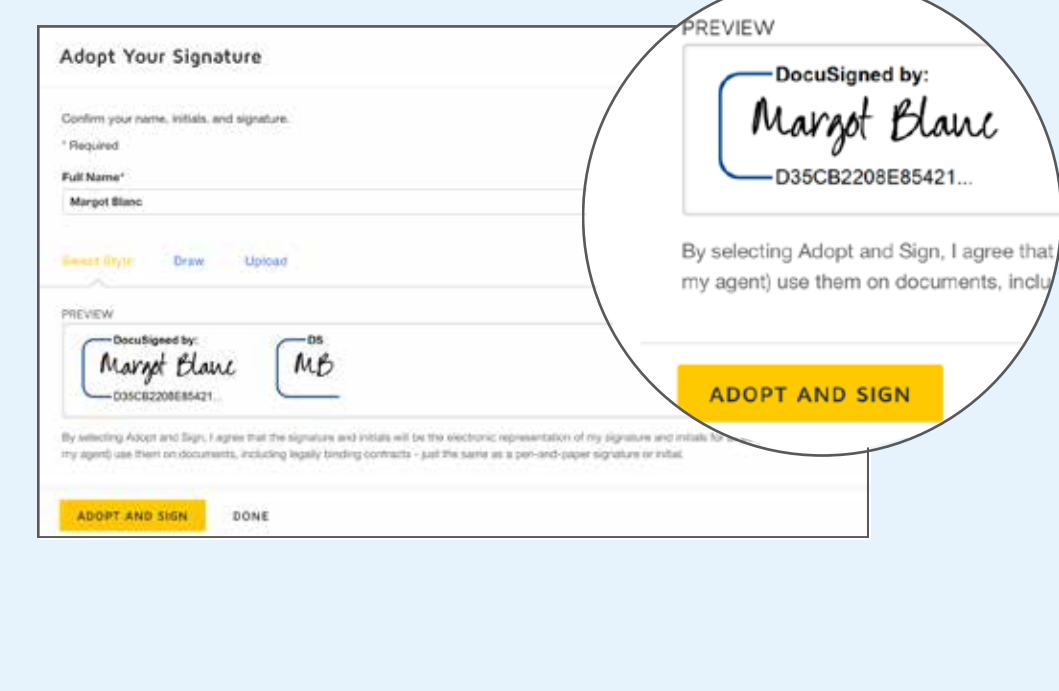 Adopt Your Signature
Confirm your name, initials, and signature.
* Required
Full Name*
Margot Blanc
Select Style Draw Upload
PREVIEW
DocuSigned by:
Margot Blanc
D35CB2208E85421...
DS
MB
By selecting Adopt and Sign, I agree that the signature and initials will be the electronic representation of my signature and initials for
my agent) use them on documents, including legally binding contracts - just the same as a pen-and-paper signature or initial.
ADOPT AND SIGN DONE
PREVIEW
DocuSigned by:
Margot Blanc
D35CB2208E85421...
By selecting Adopt and Sign, I agree that
my agent) use them on documents, inclu
ADOPT AND SIGN